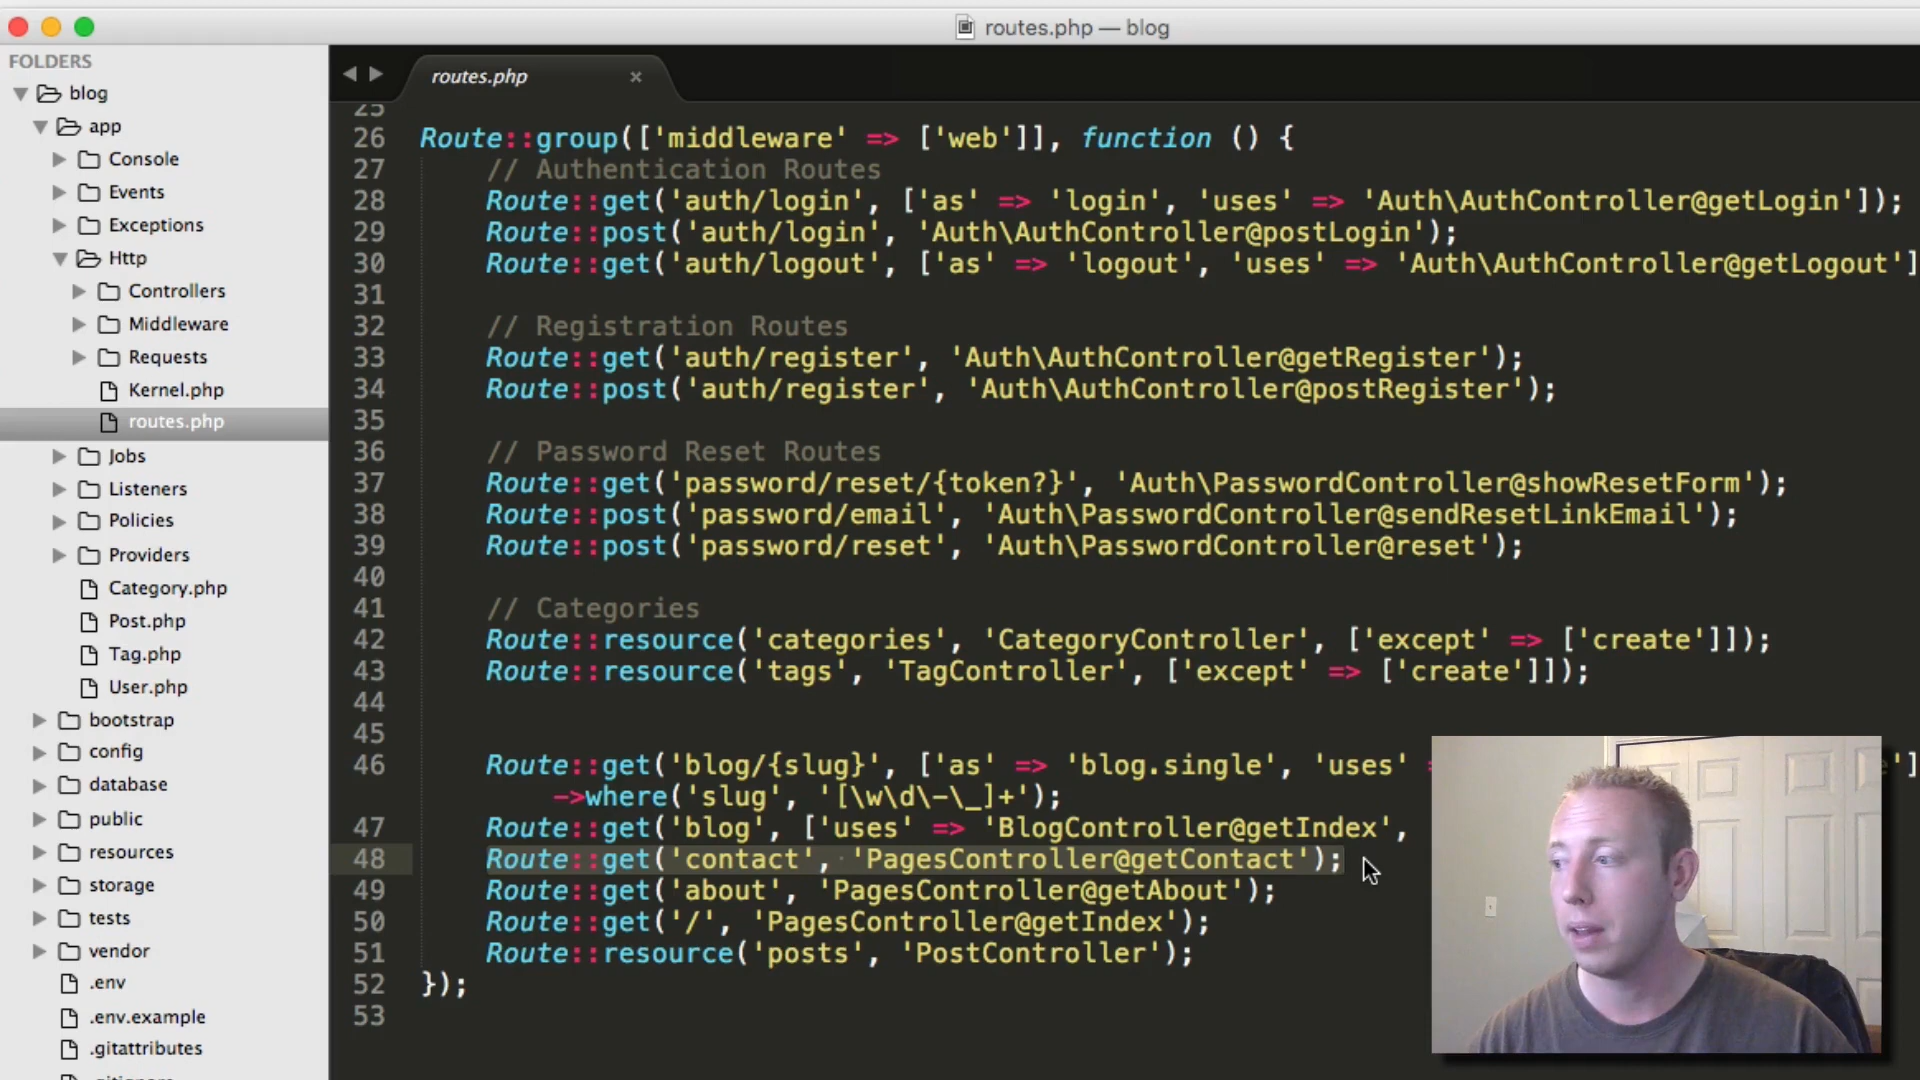 routes.php — blog
FOLDERS
blog
app
Console
Events
Exceptions
Http
Controllers
Middleware
Requests
Kernel.php
routes.php
Jobs
Listeners
Policies
Providers
Category.php
Post.php
Tag.php
User.php
bootstrap
config
database
public
resources
storage
tests
vendor
.env
.env.example
.gitattributes
.gitignore
routes.php ×
25
26 Route::group(['middleware' => ['web']], function () {
27 // Authentication Routes
28 Route::get('auth/login', ['as' => 'login', 'uses' => 'Auth\AuthController@getLogin']);
29 Route::post('auth/login', 'Auth\AuthController@postLogin');
30 Route::get('auth/logout', ['as' => 'logout', 'uses' => 'Auth\AuthController@getLogout']
31
32 // Registration Routes
33 Route::get('auth/register', 'Auth\AuthController@getRegister');
34 Route::post('auth/register', 'Auth\AuthController@postRegister');
35
36 // Password Reset Routes
37 Route::get('password/reset/{token?}', 'Auth\PasswordController@showResetForm');
38 Route::post('password/email', 'Auth\PasswordController@sendResetLinkEmail');
39 Route::post('password/reset', 'Auth\PasswordController@reset');
40
41 // Categories
42 Route::resource('categories', 'CategoryController', ['except' => ['create']]);
43 Route::resource('tags', 'TagController', ['except' => ['create']]);
44
45
46 Route::get('blog/{slug}', ['as' => 'blog.single', 'uses'
->where('slug', '[\w\d\-\_]+');
47 Route::get('blog', ['uses' => 'BlogController@getIndex',
48 Route::get('contact', 'PagesController@getContact');
49 Route::get('about', 'PagesController@getAbout');
50 Route::get('/', 'PagesController@getIndex');
51 Route::resource('posts', 'PostController');
52 });
53